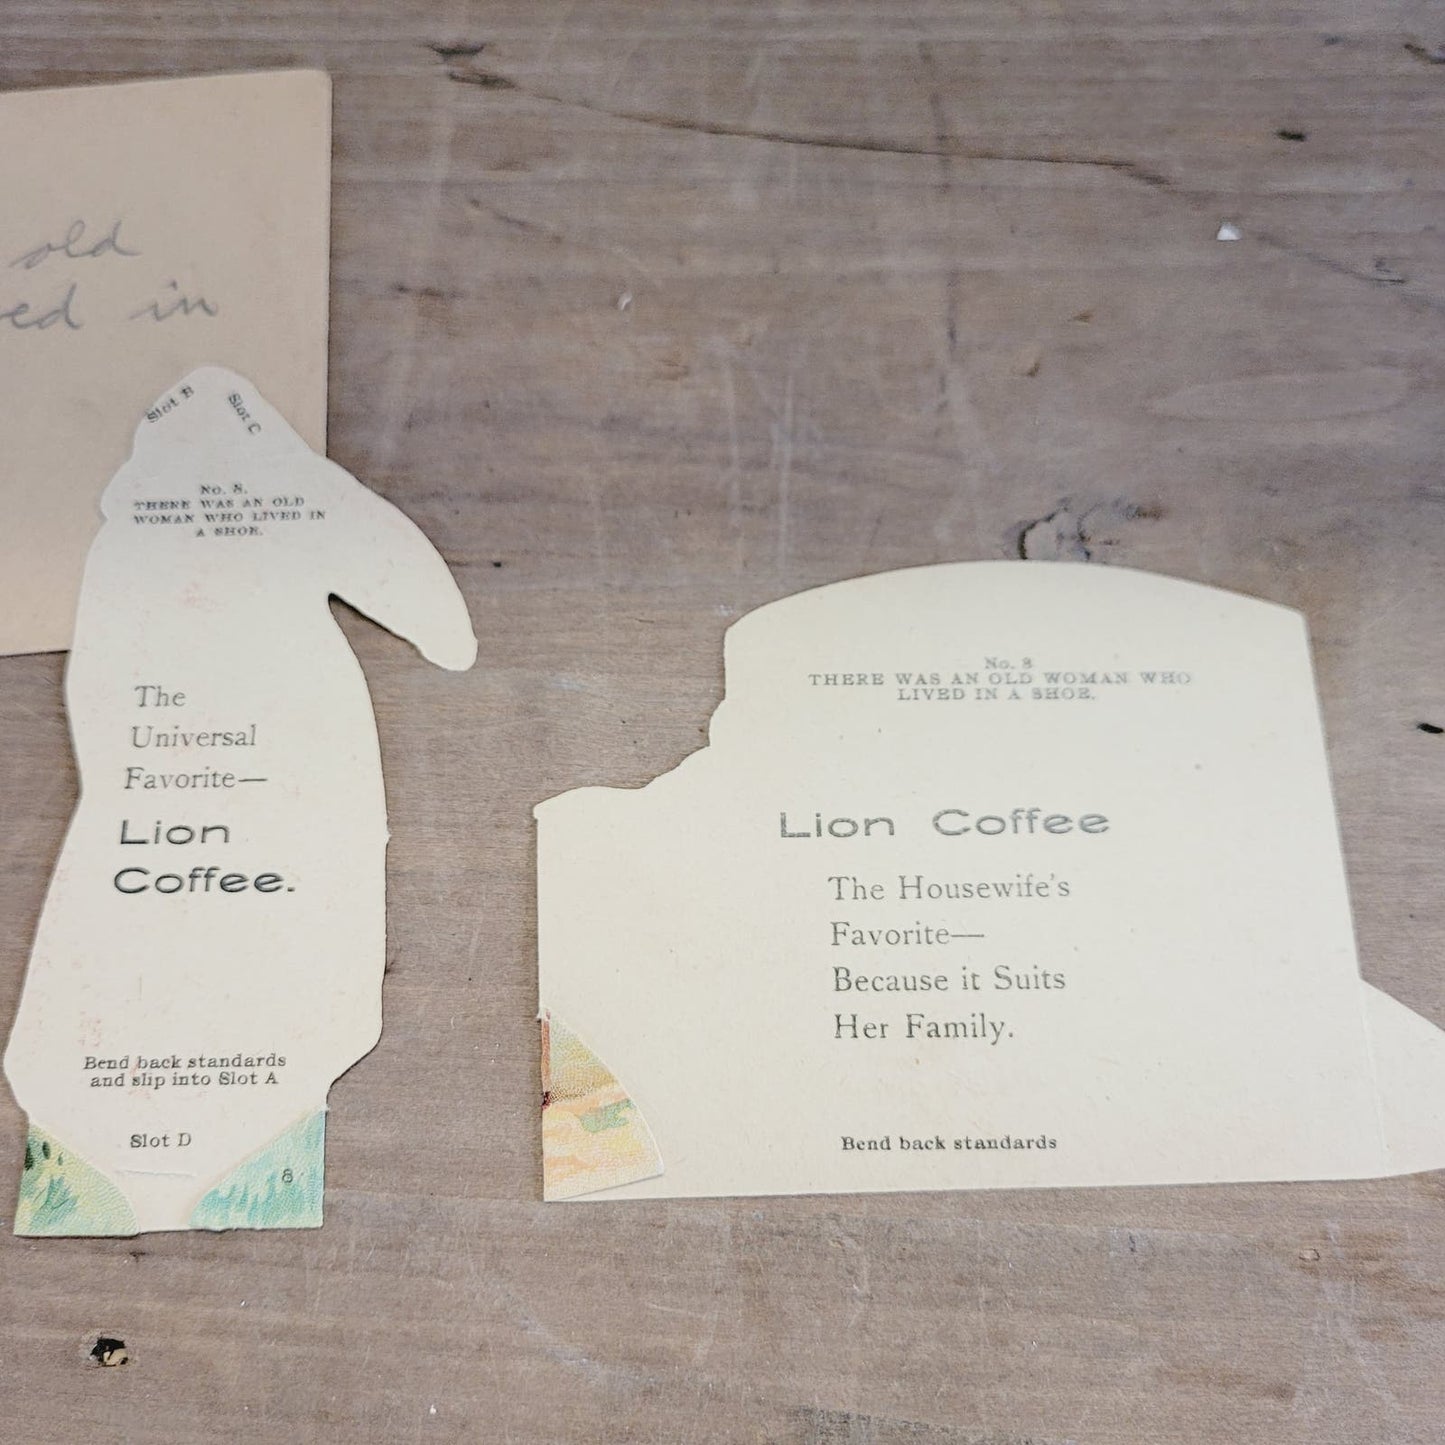 old
ved in
Slot B
Slot C
No. 8.
THERE WAS AN OLD
WOMAN WHO LIVED IN
A SHOE.
The
Universal
Favorite—
Lion
Coffee.
Bend back standards
and slip into Slot A
Slot D
8
No. 8
THERE WAS AN OLD WOMAN WHO
LIVED IN A SHOE.
Lion Coffee
The Housewife's
Favorite—
Because it Suits
Her Family.
Bend back standards